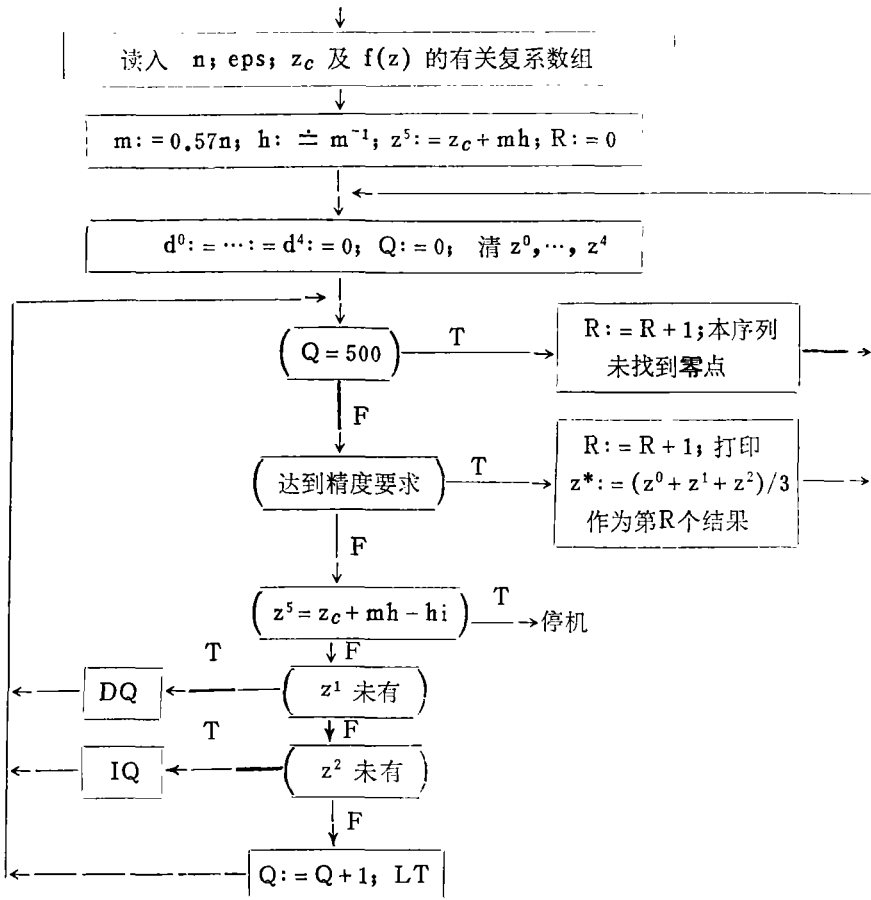 读入 n; eps; z_c 及 f(z) 的有关复系数组
m: =0.57n; h: ≐ m⁻¹; z⁵: = z_c + mh; R: = 0
d⁰: = ⋯: = d⁴: = 0; Q: = 0; 清 z⁰,⋯, z⁴
Q = 500
T
R: = R + 1;本序列
未找到零点
F
达到精度要求
T
R: = R + 1; 打印
z*: = (z⁰ + z¹ + z²)/3
作为第R个结果
F
z⁵ = z_c + mh − hi
T
停机
F
z¹ 未有
T
DQ
F
z² 未有
T
IQ
F
Q: = Q + 1; LT